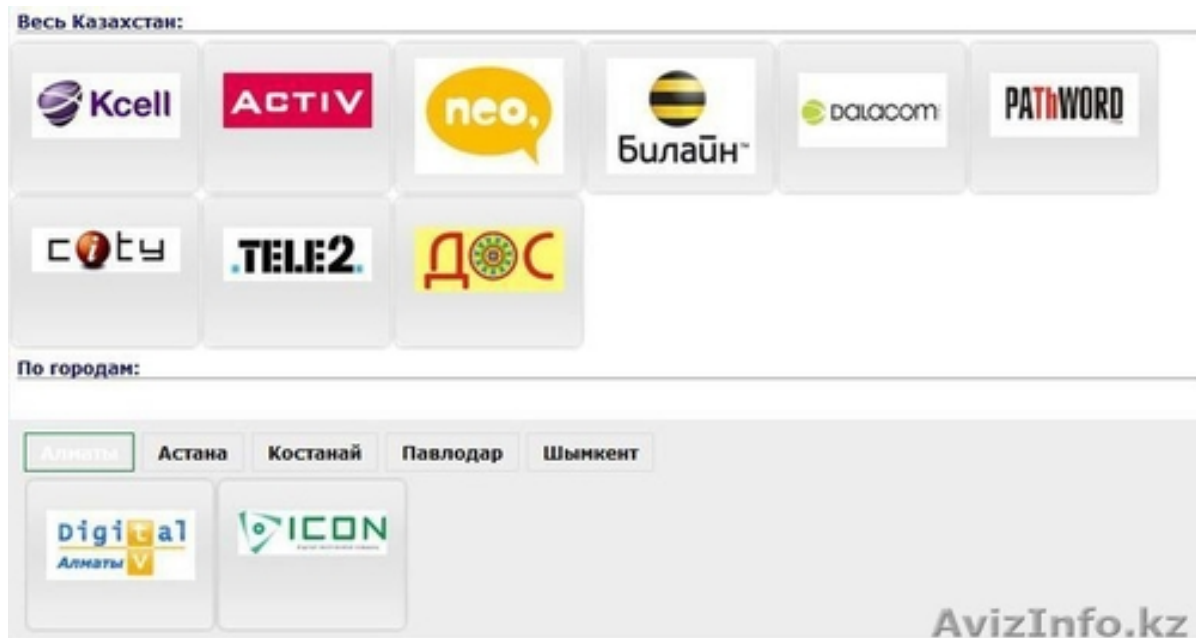 Весь Казахстан:
Kcell
ACTIV
neo,
Билайн™
Dalacom
PAThWORD
city
.TELE2.
ДОС
По городам:
Алматы Астана Костанай Павлодар Шымкент
Digital
Алматы TV
ICON
AvizInfo.kz